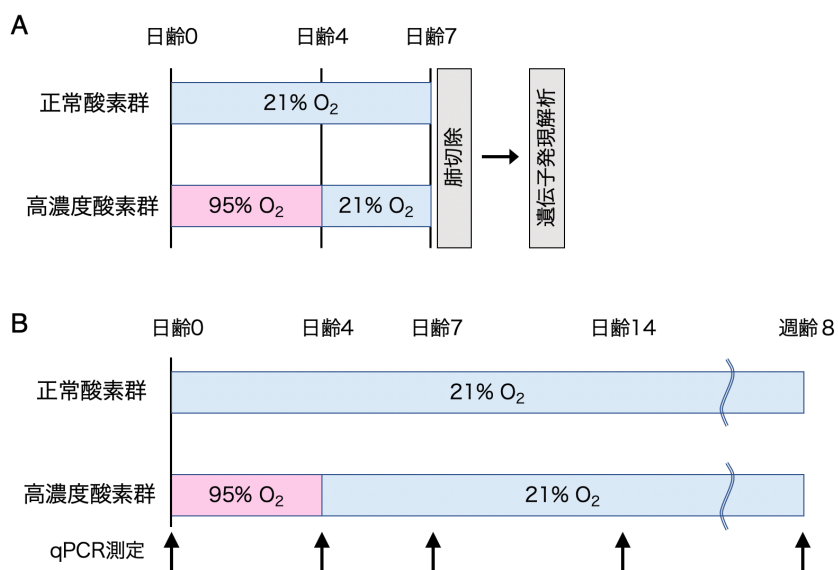 A
日齢0 日齢4 日齢7
正常酸素群 21% O₂
高濃度酸素群 95% O₂ 21% O₂
肺切除
遺伝子発現解析
B
日齢0 日齢4 日齢7 日齢14 週齢8
正常酸素群 21% O₂
高濃度酸素群 95% O₂ 21% O₂
qPCR測定